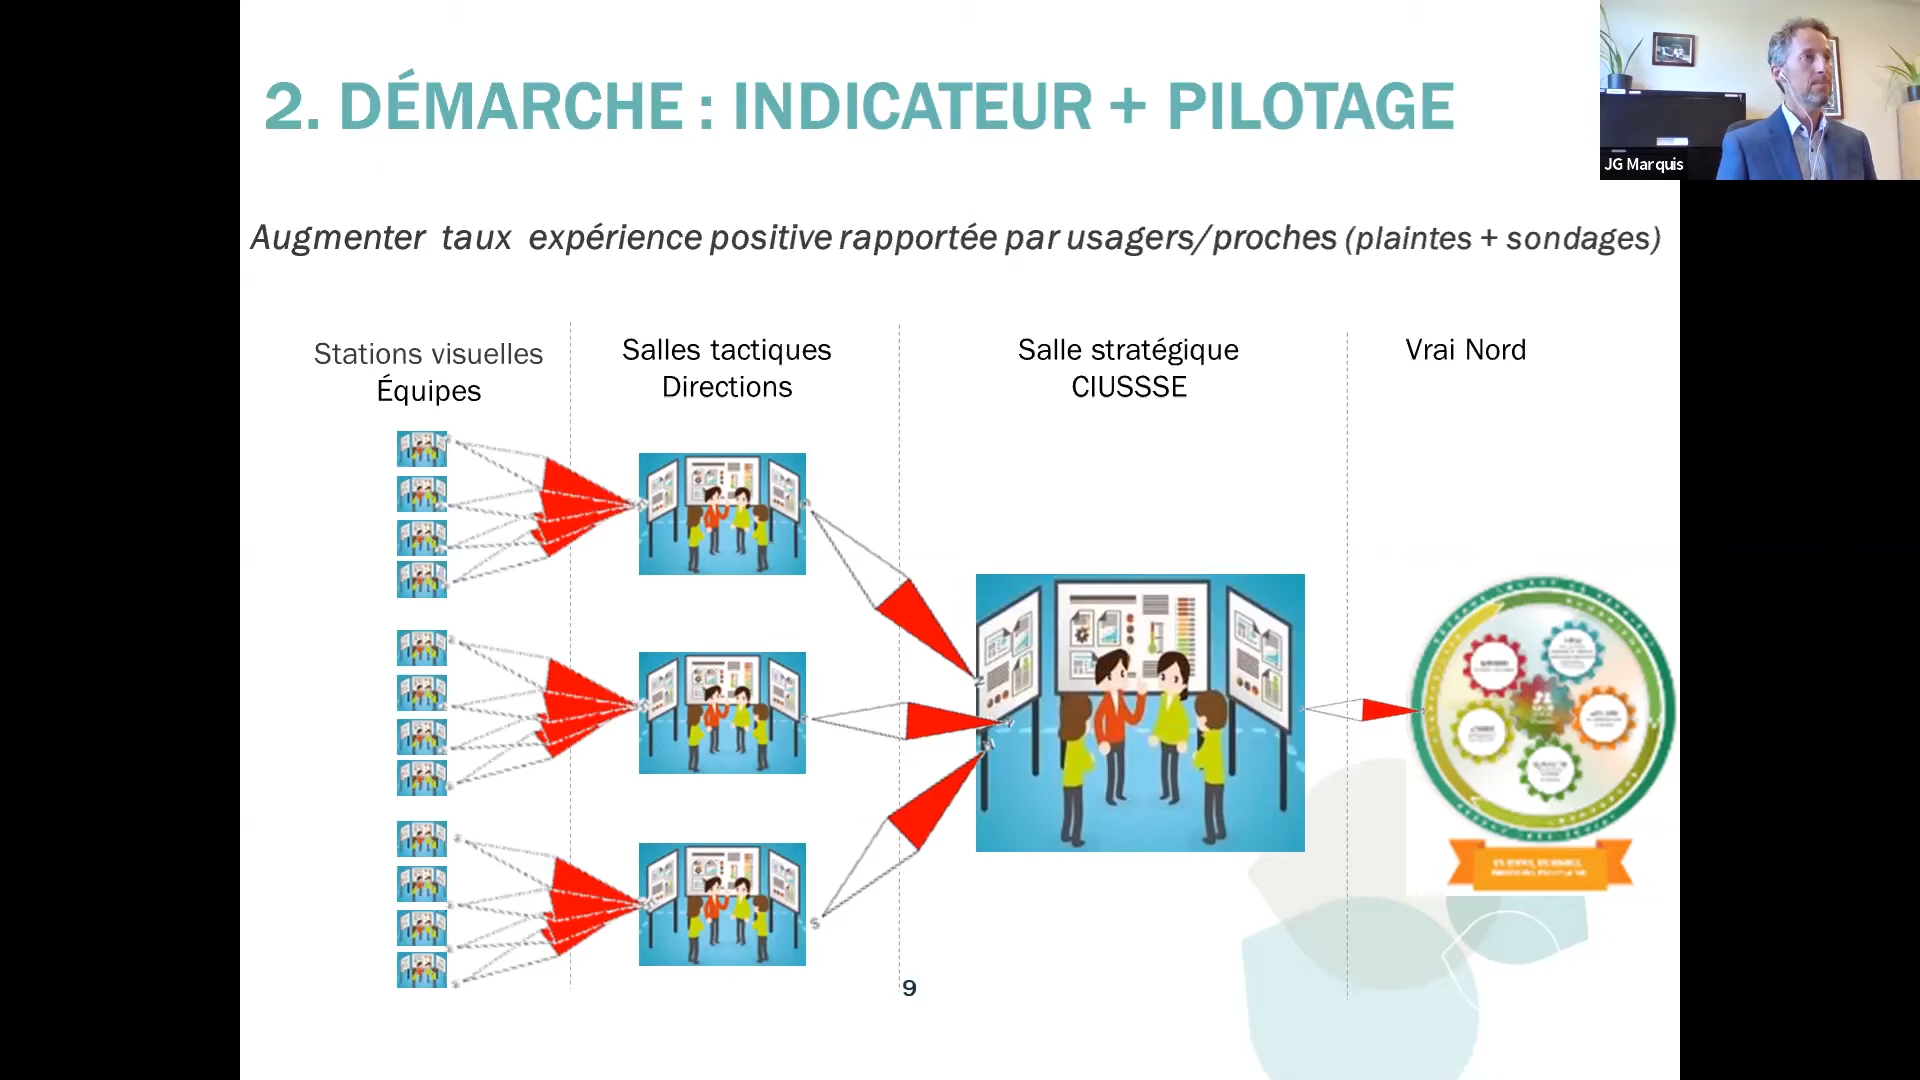 2. DÉMARCHE : INDICATEUR + PILOTAGE
JG Marquis
Augmenter taux expérience positive rapportée par usagers/proches (plaintes + sondages)
Stations visuelles
Équipes
Salles tactiques
Directions
Salle stratégique
CIUSSSE
Vrai Nord
9